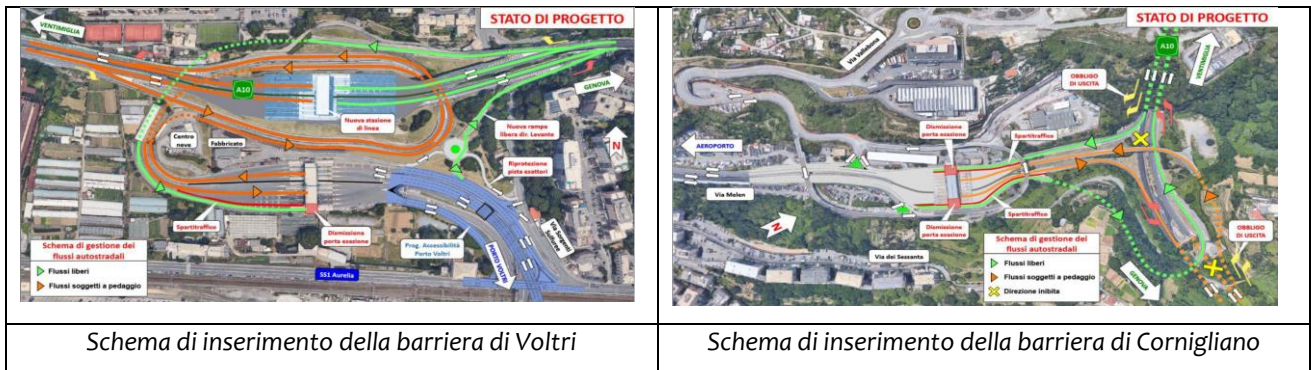 STATO DI PROGETTO
VENTIMIGLIA
A10
GENOVA
Nuova stazione
di linea
Nuova rampa
libera dir. Levante
N
Centro
neve
Fabbricato
Riprotezione
pista esattori
Spartitraffico
Dismissione
porta esazione
Prog. Accessibilità
Porto Voltri
PORTO VOLTRI
SS1 Aurelia
Schema di gestione dei
flussi autostradali
Flussi liberi
Flussi soggetti a pedaggio
Schema di inserimento della barriera di Voltri
STATO DI PROGETTO
A10
VENTIMIGLIA
Via Valletta
OBBLIGO
DI USCITA
Dismissione
porta esazione
Spartitraffico
AEROPORTO
Via Melen
N
Dismissione
porta esazione
Spartitraffico
Via dei Sessanta
OBBLIGO
DI USCITA
GENOVA
Schema di gestione dei
flussi autostradali
Flussi liberi
Flussi soggetti a pedaggio
Direzione inibita
Schema di inserimento della barriera di Cornigliano